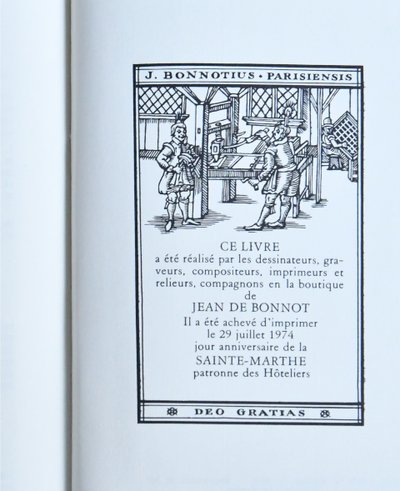 J. BONNOTIUS • PARISIENSIS
CE LIVRE
a été réalisé par les dessinateurs, gra-
veurs, compositeurs, imprimeurs et
relieurs, compagnons en la boutique
de
JEAN DE BONNOT
Il a été achevé d'imprimer
le 29 juillet 1974
jour anniversaire de la
SAINTE-MARTHE
patronne des Hôteliers
DEO GRATIAS